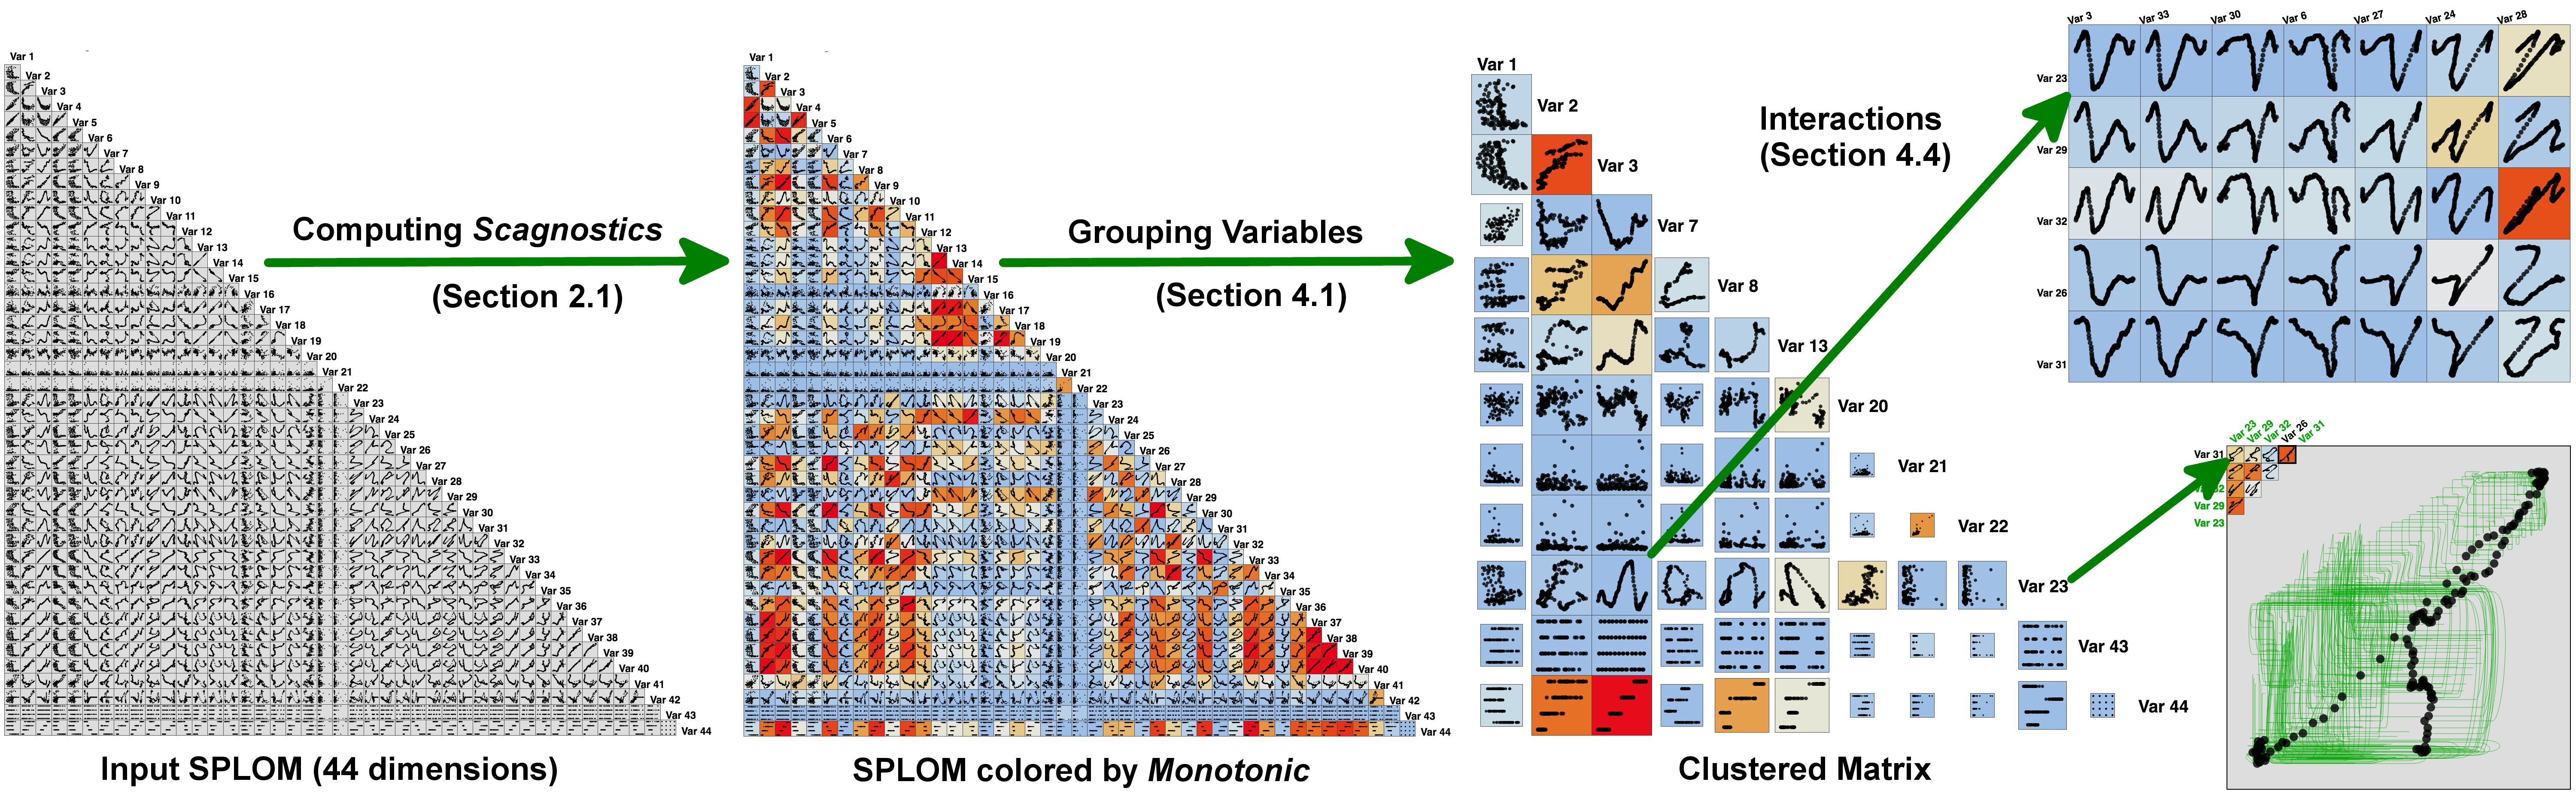 Var 1
Var 2
Var 3
Var 4
Var 5
Var 6
Var 7
Var 8
Var 9
Var 10
Var 11
Var 12
Var 13
Var 14
Var 15
Var 16
Var 17
Var 18
Var 19
Var 20
Var 21
Var 22
Var 23
Var 24
Var 25
Var 26
Var 27
Var 28
Var 29
Var 30
Var 31
Var 32
Var 33
Var 34
Var 35
Var 36
Var 37
Var 38
Var 39
Var 40
Var 41
Var 42
Var 43
Var 44
Input SPLOM (44 dimensions)
Computing Scagnostics
(Section 2.1)
Var 1
Var 2
Var 3
Var 4
Var 5
Var 6
Var 7
Var 8
Var 9
Var 10
Var 11
Var 12
Var 13
Var 14
Var 15
Var 16
Var 17
Var 18
Var 19
Var 20
Var 21
Var 22
Var 23
Var 24
Var 25
Var 26
Var 27
Var 28
Var 29
Var 30
Var 31
Var 32
Var 33
Var 34
Var 35
Var 36
Var 37
Var 38
Var 39
Var 40
Var 41
Var 42
Var 43
Var 44
SPLOM colored by Monotonic
Grouping Variables
(Section 4.1)
Var 1
Var 2
Var 3
Var 7
Var 8
Var 13
Var 20
Var 21
Var 22
Var 23
Var 43
Var 44
Clustered Matrix
Interactions
(Section 4.4)
Var 3 Var 33 Var 30 Var 6 Var 27 Var 24 Var 28
Var 23
Var 29
Var 32
Var 26
Var 31
Var 23 Var 29 Var 32 Var 26 Var 31
Var 31
Var 29
Var 23